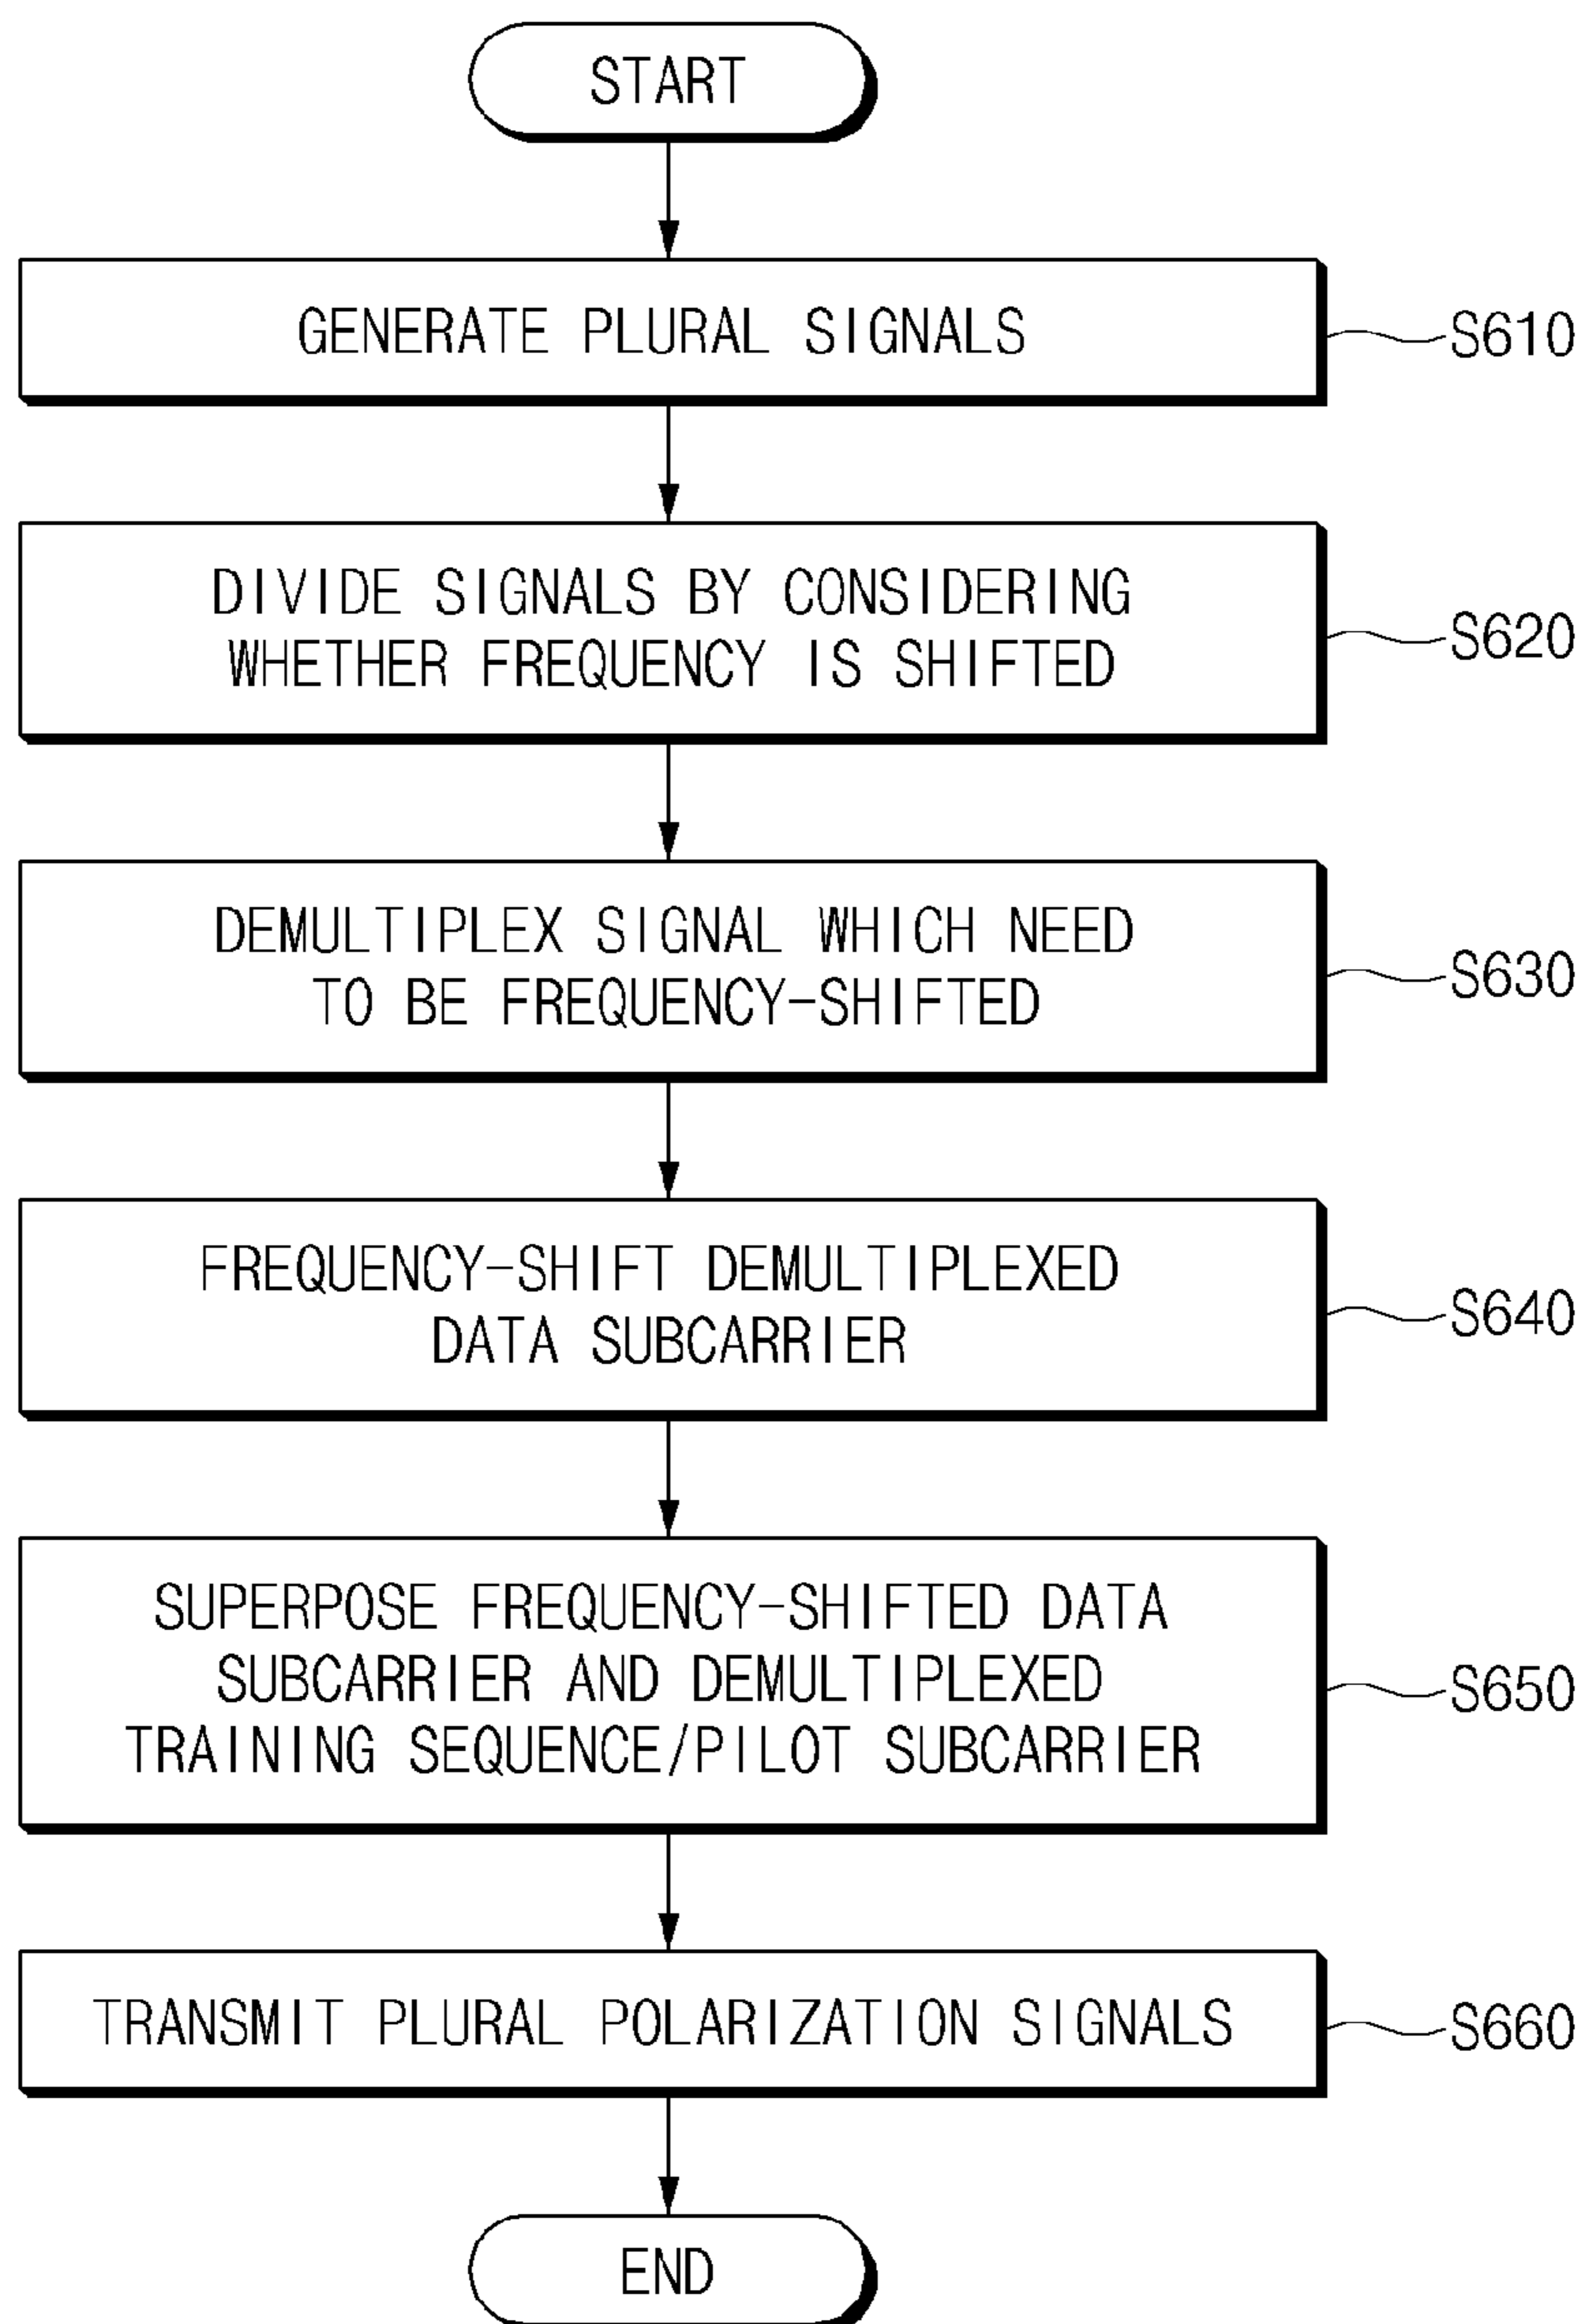 START
GENERATE PLURAL SIGNALS
S610
DIVIDE SIGNALS BY CONSIDERING
WHETHER FREQUENCY IS SHIFTED
S620
DEMULTIPLEX SIGNAL WHICH NEED
TO BE FREQUENCY-SHIFTED
S630
FREQUENCY-SHIFT DEMULTIPLEXED
DATA SUBCARRIER
S640
SUPERPOSE FREQUENCY-SHIFTED DATA
SUBCARRIER AND DEMULTIPLEXED
TRAINING SEQUENCE/PILOT SUBCARRIER
S650
TRANSMIT PLURAL POLARIZATION SIGNALS
S660
END